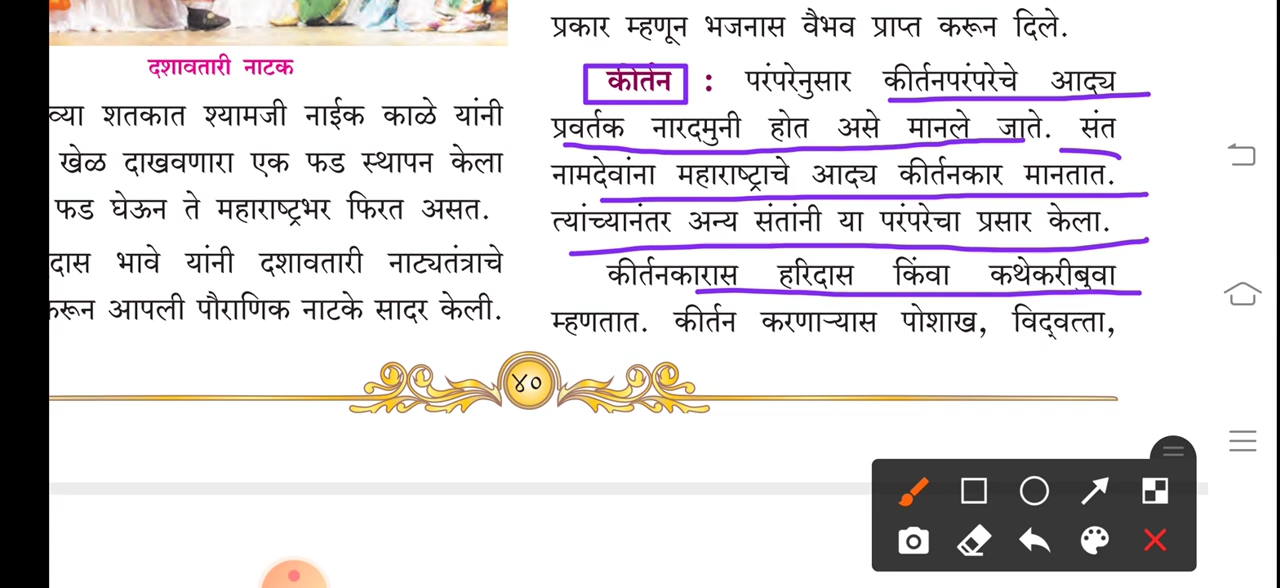 दशावतारी नाटक
व्या शतकात श्यामजी नाईक काळे यांनी
खेळ दाखवणारा एक फड स्थापन केला
फड घेऊन ते महाराष्ट्रभर फिरत असत.
दास भावे यांनी दशावतारी नाट्यतंत्राचे
करून आपली पौराणिक नाटके सादर केली.
प्रकार म्हणून भजनास वैभव प्राप्त करून दिले.
कीर्तन : परंपरेनुसार कीर्तनपरंपरेचे आद्य
प्रवर्तक नारदमुनी होत असे मानले जाते. संत
नामदेवांना महाराष्ट्राचे आद्य कीर्तनकार मानतात.
त्यांच्यानंतर अन्य संतांनी या परंपरेचा प्रसार केला.
कीर्तनकारास हरिदास किंवा कथेकरीबुवा
म्हणतात. कीर्तन करणाऱ्यास पोशाख, विद्वत्ता,
४०